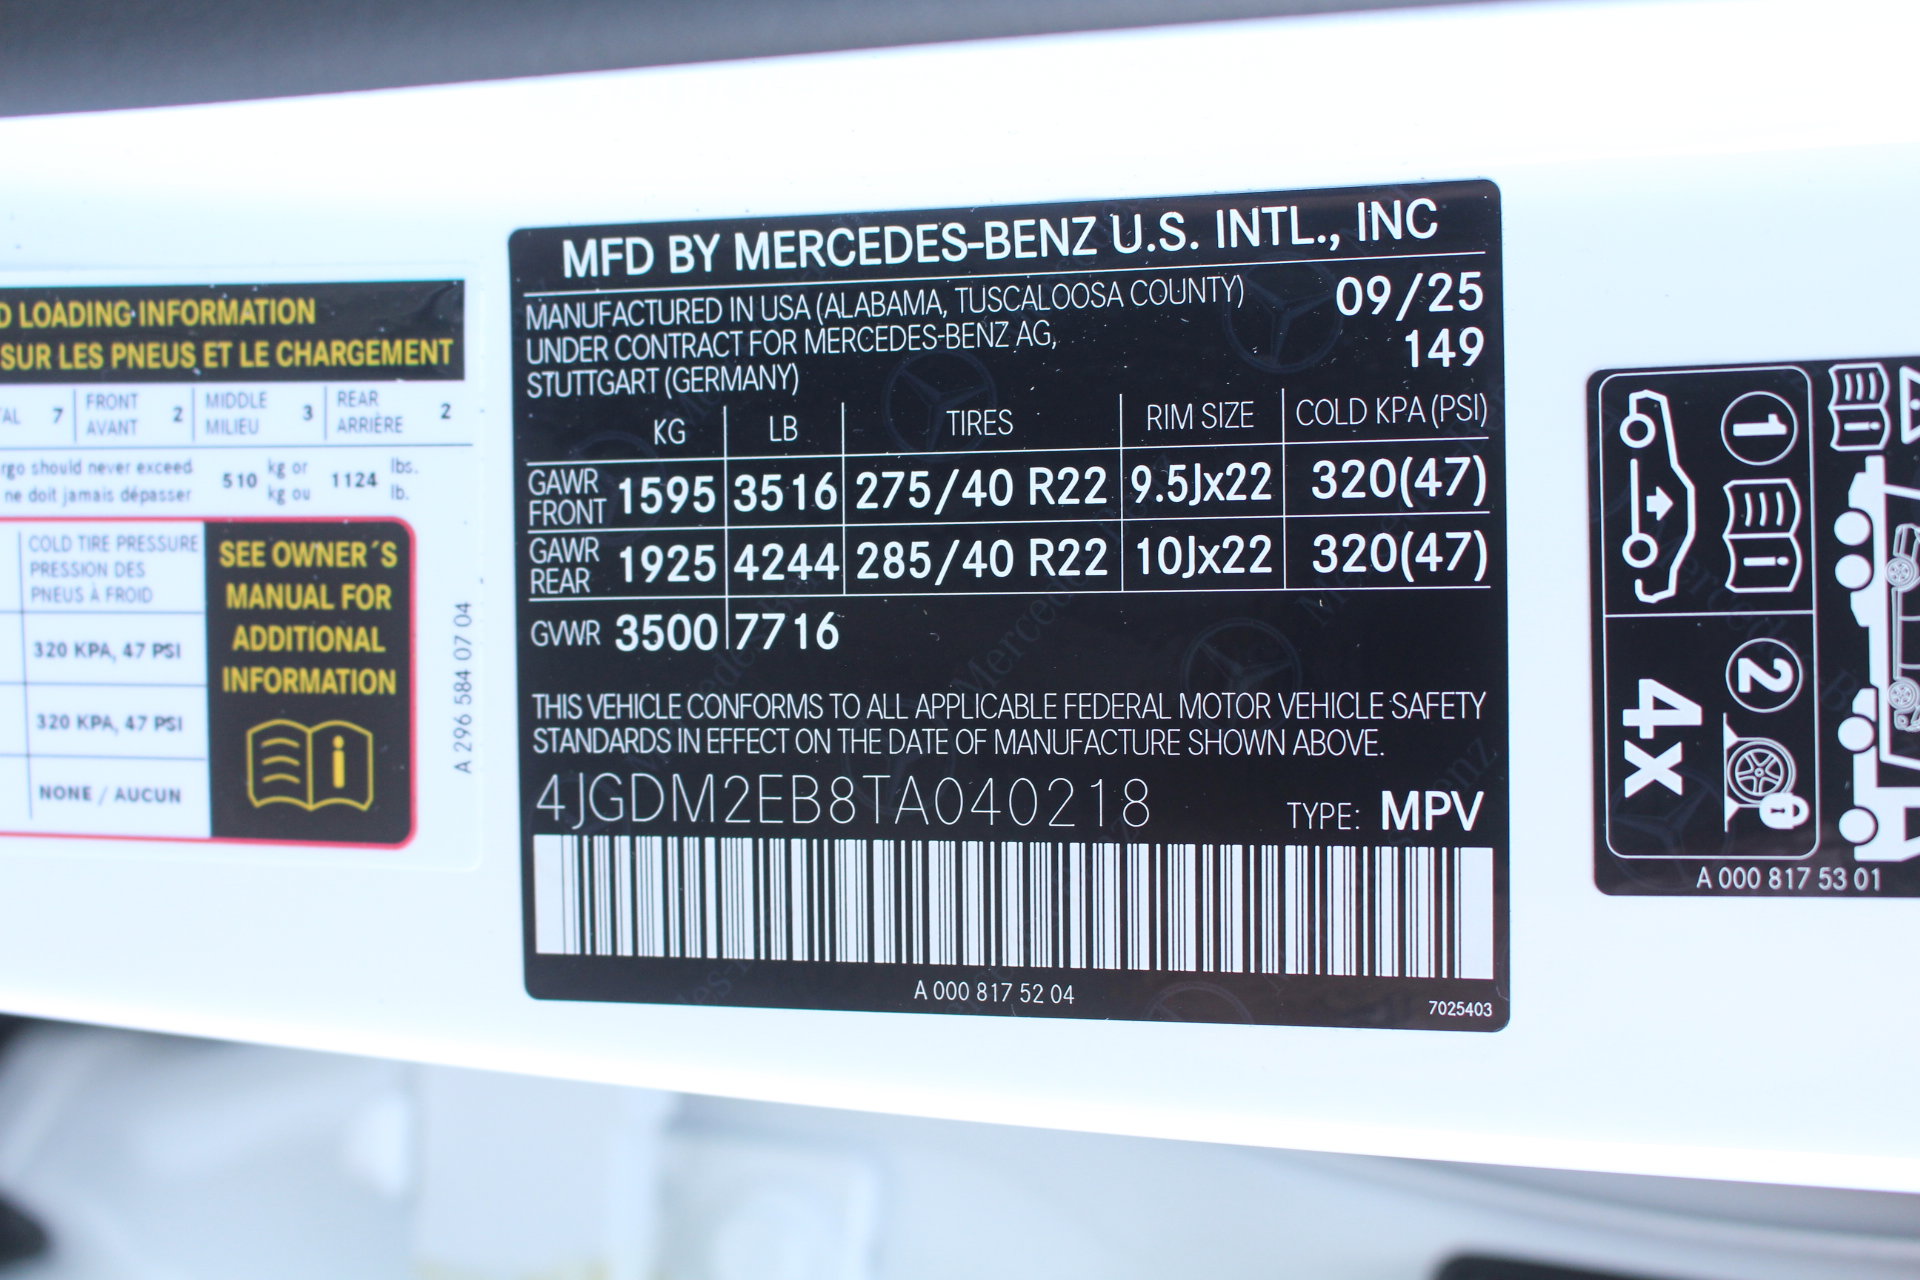 D LOADING INFORMATION
SUR LES PNEUS ET LE CHARGEMENT
AL 7 FRONT 2 MIDDLE 3 REAR 2
AVANT MILIEU ARRIÈRE
rgo should never exceed 510 kg or 1124 lbs.
ne doit jamais dépasser kg ou lb.
COLD TIRE PRESSURE
PRESSION DES
PNEUS À FROID
320 KPA, 47 PSI
320 KPA, 47 PSI
NONE / AUCUN
SEE OWNER´S
MANUAL FOR
ADDITIONAL
INFORMATION
A 296 584 07 04
MFD BY MERCEDES-BENZ U.S. INTL., INC
MANUFACTURED IN USA (ALABAMA, TUSCALOOSA COUNTY) 09/25
UNDER CONTRACT FOR MERCEDES-BENZ AG, 149
STUTTGART (GERMANY)
KG LB TIRES RIM SIZE COLD KPA (PSI)
GAWR FRONT 1595 3516 275/40 R22 9.5Jx22 320(47)
GAWR REAR 1925 4244 285/40 R22 10Jx22 320(47)
GVWR 3500 7716
THIS VEHICLE CONFORMS TO ALL APPLICABLE FEDERAL MOTOR VEHICLE SAFETY
STANDARDS IN EFFECT ON THE DATE OF MANUFACTURE SHOWN ABOVE.
4JGDM2EB8TA040218 TYPE: MPV
A 000 817 52 04
7025403
1
2
4x
A 000 817 53 01